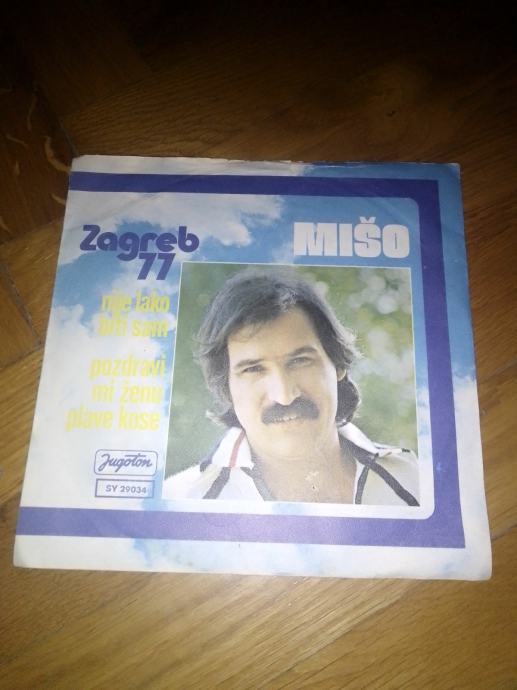 Zagreb
77
MIŠO
nije lako
biti sam
pozdravi
mi ženu
plave kose
Jugoton
SY 29034